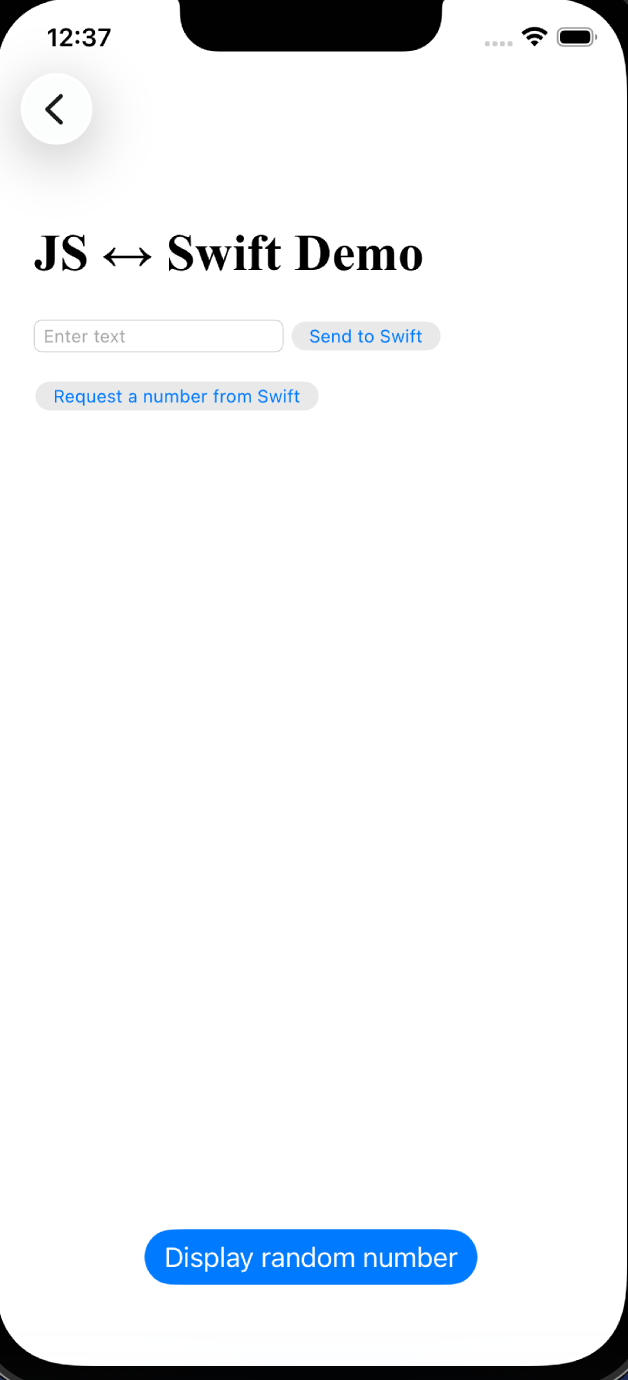 12:37
JS ↔ Swift Demo
Enter text Send to Swift
Request a number from Swift
Display random number